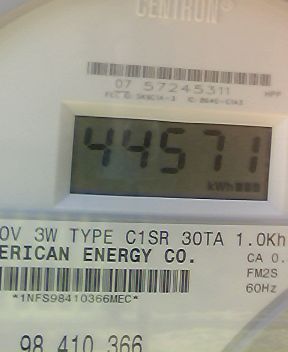 CENTRON®
07 57245311
HPP
44571
kWh
0V 3W TYPE C1SR 30TA 1.0Kh
ERICAN ENERGY CO.
CA 0.
FM2S
*1NFS98410366MEC*
60Hz
98 410 366